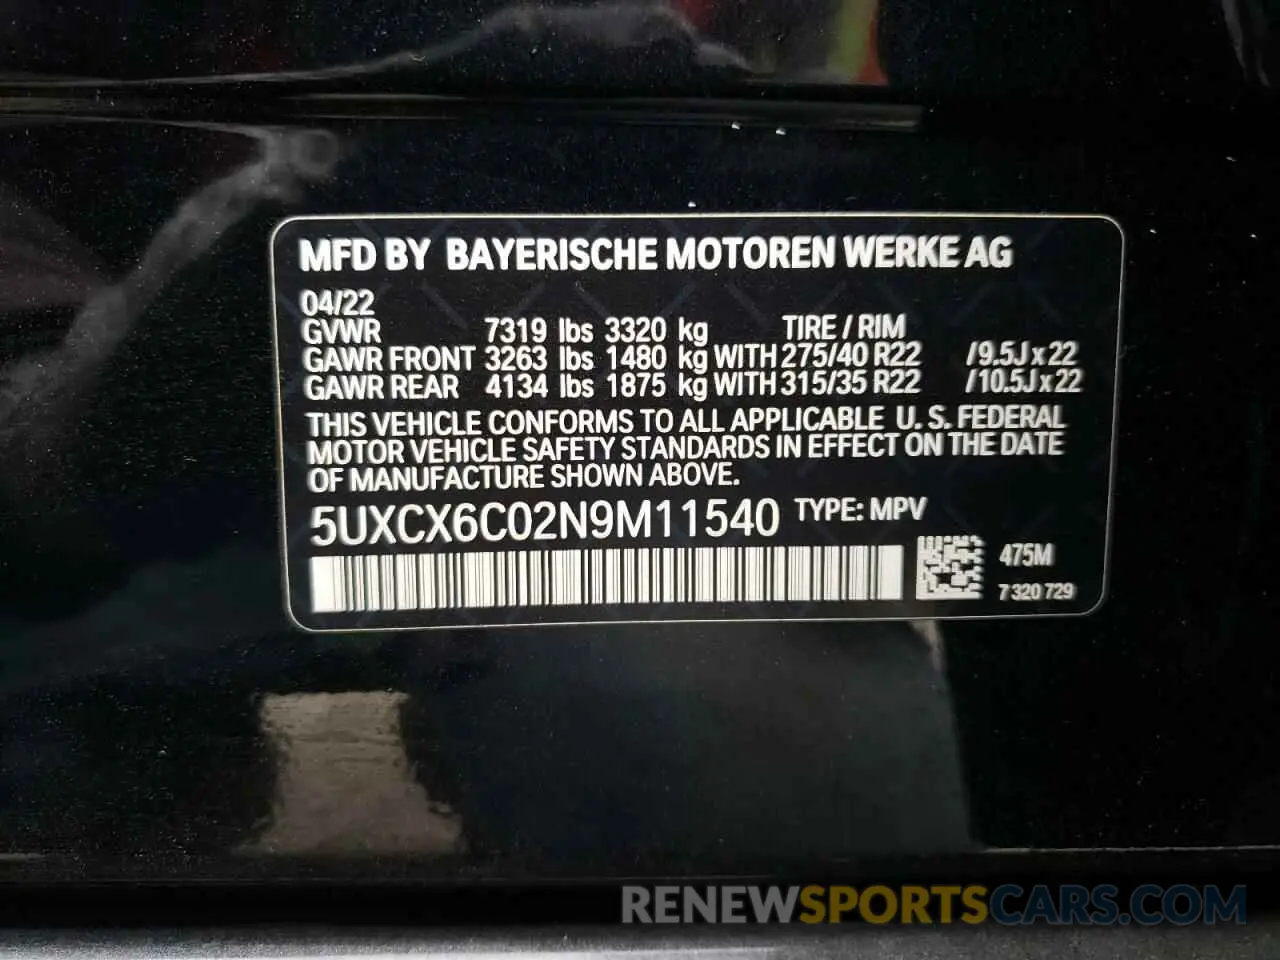 MFD BY BAYERISCHE MOTOREN WERKE AG
04/22
GVWR 7319 lbs 3320 kg TIRE / RIM
GAWR FRONT 3263 lbs 1480 kg WITH 275/40 R22 /9.5J x 22
GAWR REAR 4134 lbs 1875 kg WITH 315/35 R22 /10.5J x 22
THIS VEHICLE CONFORMS TO ALL APPLICABLE U. S. FEDERAL
MOTOR VEHICLE SAFETY STANDARDS IN EFFECT ON THE DATE
OF MANUFACTURE SHOWN ABOVE.
5UXCX6C02N9M11540 TYPE: MPV
475M
7 320 729
RENEWSPORTSCARS.COM